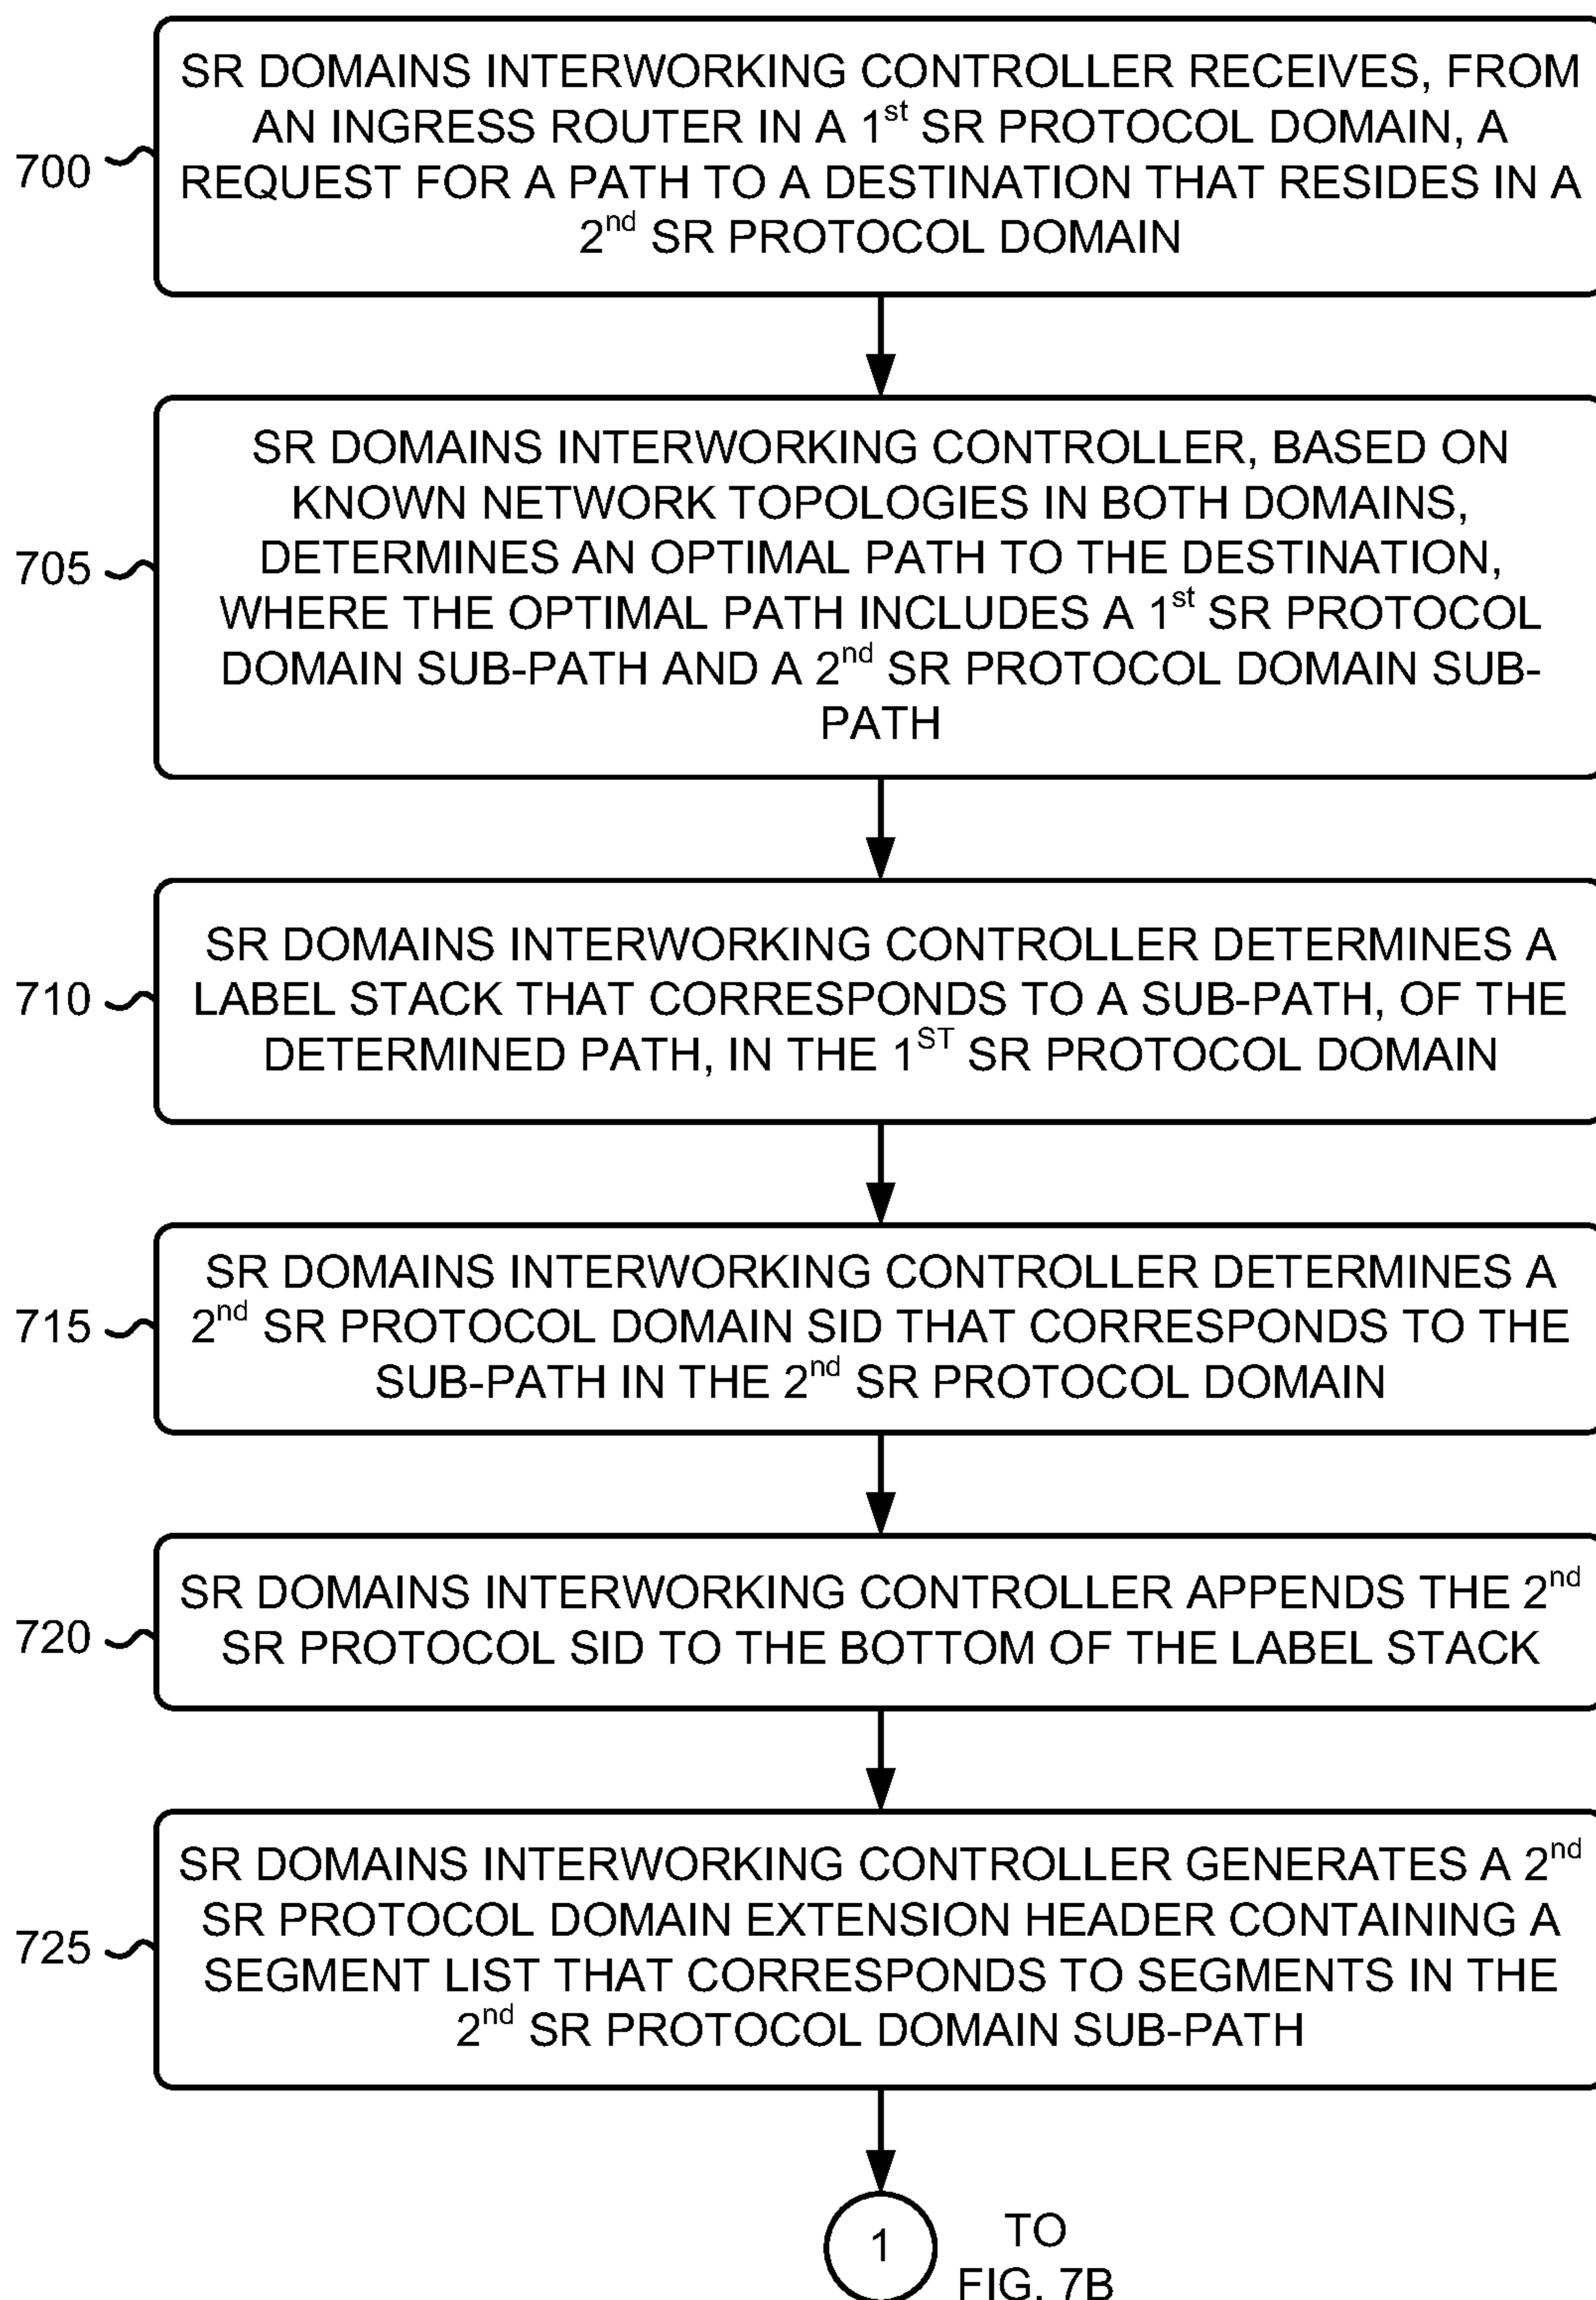 SR DOMAINS INTERWORKING CONTROLLER RECEIVES, FROM
AN INGRESS ROUTER IN A 1st SR PROTOCOL DOMAIN, A
REQUEST FOR A PATH TO A DESTINATION THAT RESIDES IN A
2nd SR PROTOCOL DOMAIN
700
SR DOMAINS INTERWORKING CONTROLLER, BASED ON
KNOWN NETWORK TOPOLOGIES IN BOTH DOMAINS,
DETERMINES AN OPTIMAL PATH TO THE DESTINATION,
WHERE THE OPTIMAL PATH INCLUDES A 1st SR PROTOCOL
DOMAIN SUB-PATH AND A 2nd SR PROTOCOL DOMAIN SUB-
PATH
705
SR DOMAINS INTERWORKING CONTROLLER DETERMINES A
LABEL STACK THAT CORRESPONDS TO A SUB-PATH, OF THE
DETERMINED PATH, IN THE 1ST SR PROTOCOL DOMAIN
710
SR DOMAINS INTERWORKING CONTROLLER DETERMINES A
2nd SR PROTOCOL DOMAIN SID THAT CORRESPONDS TO THE
SUB-PATH IN THE 2nd SR PROTOCOL DOMAIN
715
SR DOMAINS INTERWORKING CONTROLLER APPENDS THE 2nd
SR PROTOCOL SID TO THE BOTTOM OF THE LABEL STACK
720
SR DOMAINS INTERWORKING CONTROLLER GENERATES A 2nd
SR PROTOCOL DOMAIN EXTENSION HEADER CONTAINING A
SEGMENT LIST THAT CORRESPONDS TO SEGMENTS IN THE
2nd SR PROTOCOL DOMAIN SUB-PATH
725
1
TO
FIG. 7B